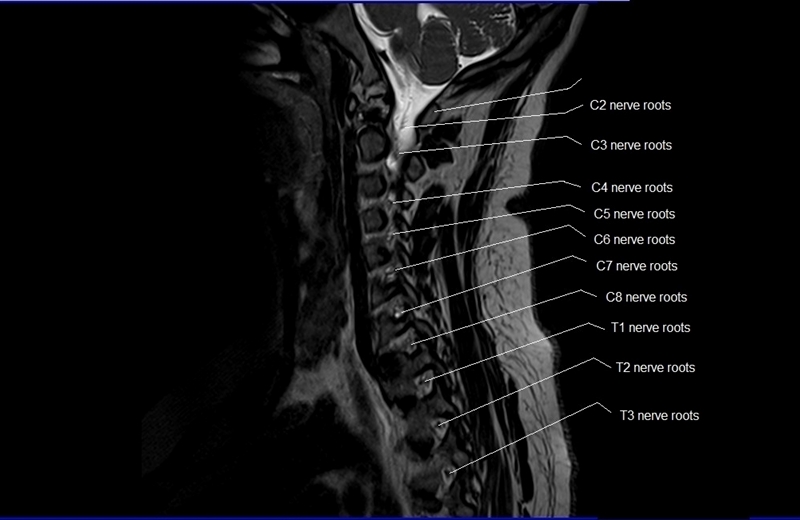 C2 nerve roots
C3 nerve roots
C4 nerve roots
C5 nerve roots
C6 nerve roots
C7 nerve roots
C8 nerve roots
T1 nerve roots
T2 nerve roots
T3 nerve roots